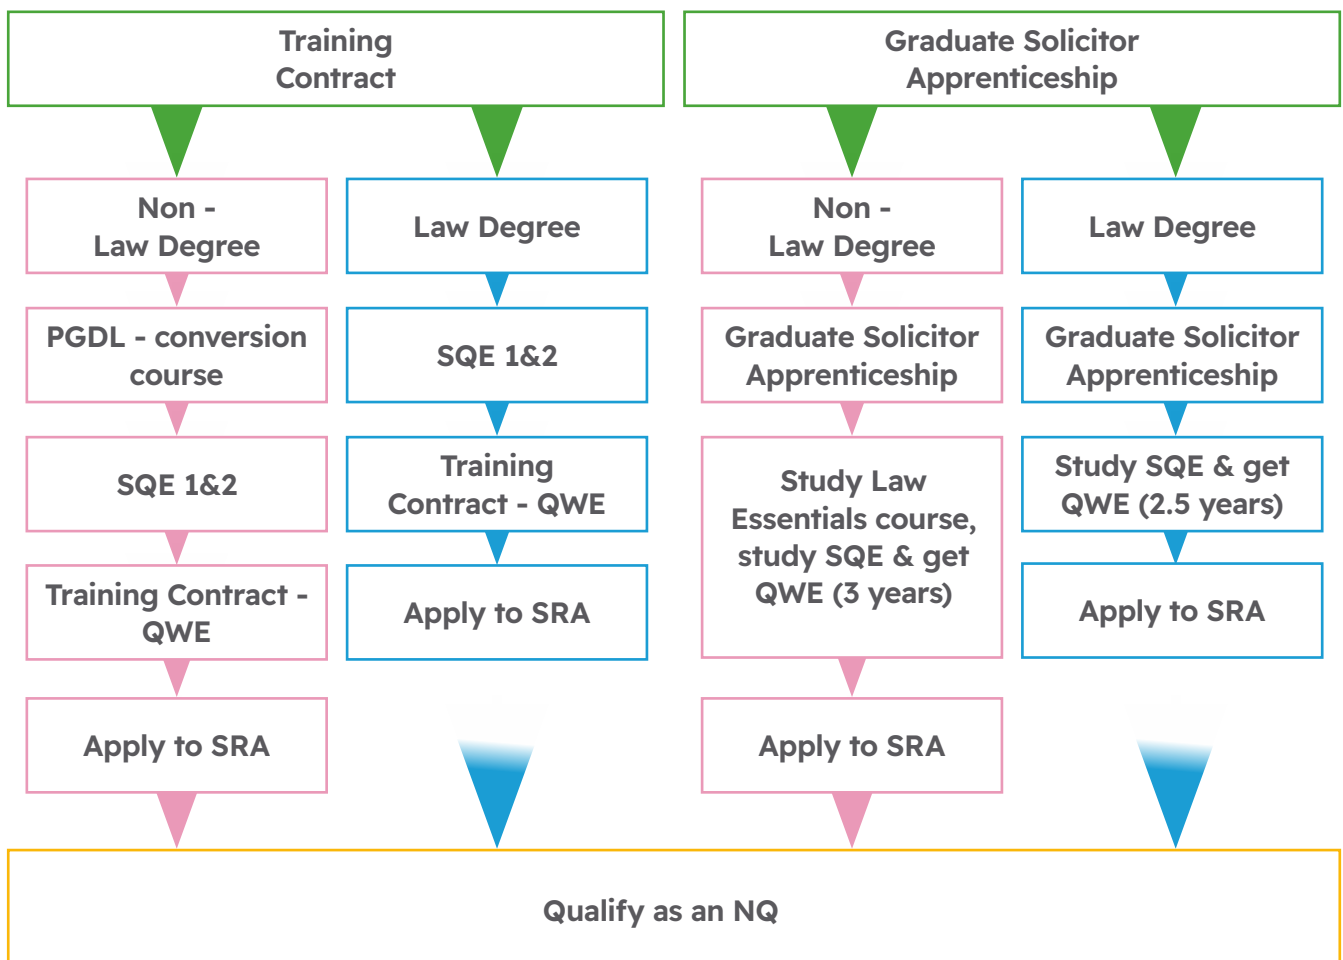 Training
Contract
Graduate Solicitor
Apprenticeship
Non -
Law Degree
Law Degree
Non -
Law Degree
Law Degree
PGDL - conversion
course
SQE 1&2
Graduate Solicitor
Apprenticeship
Graduate Solicitor
Apprenticeship
SQE 1&2
Training
Contract - QWE
Study Law
Essentials course,
study SQE & get
QWE (3 years)
Study SQE & get
QWE (2.5 years)
Training Contract -
QWE
Apply to SRA
Apply to SRA
Apply to SRA
Apply to SRA
Qualify as an NQ